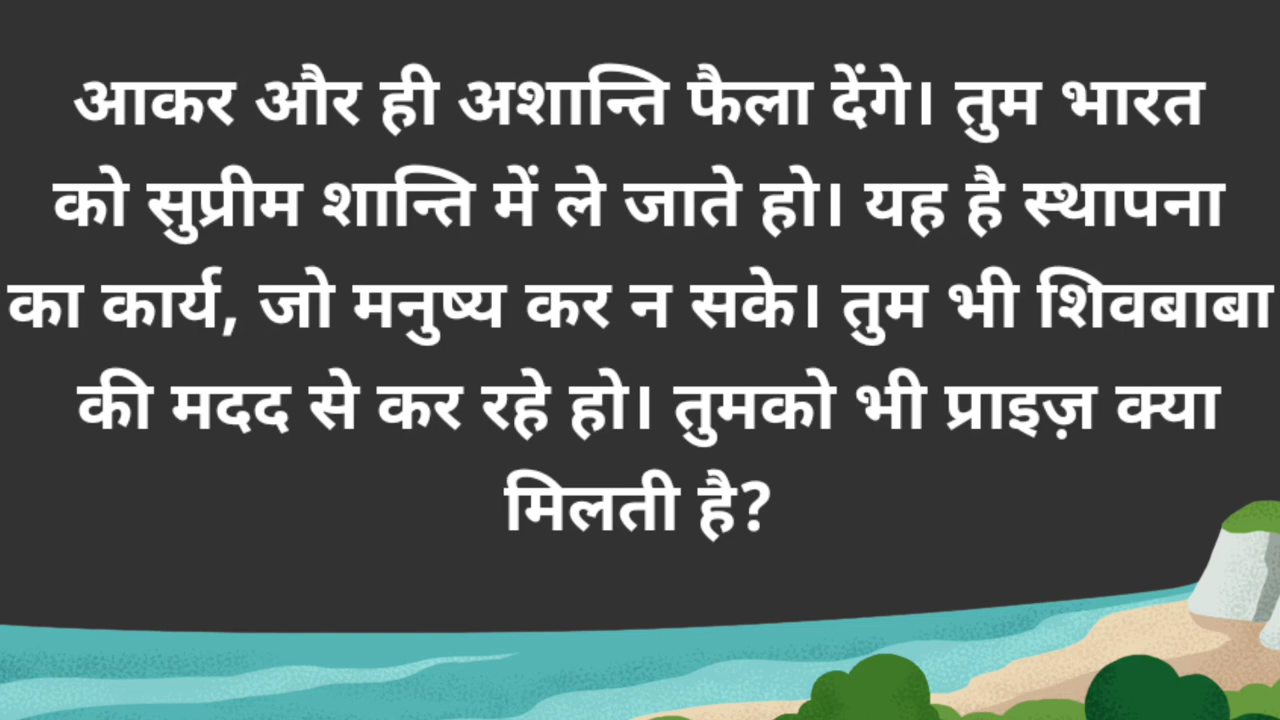 आकर और ही अशान्ति फैला देंगे। तुम भारत
को सुप्रीम शान्ति में ले जाते हो। यह है स्थापना
का कार्य, जो मनुष्य कर न सके। तुम भी शिवबाबा
की मदद से कर रहे हो। तुमको भी प्राइज़ क्या
मिलती है?